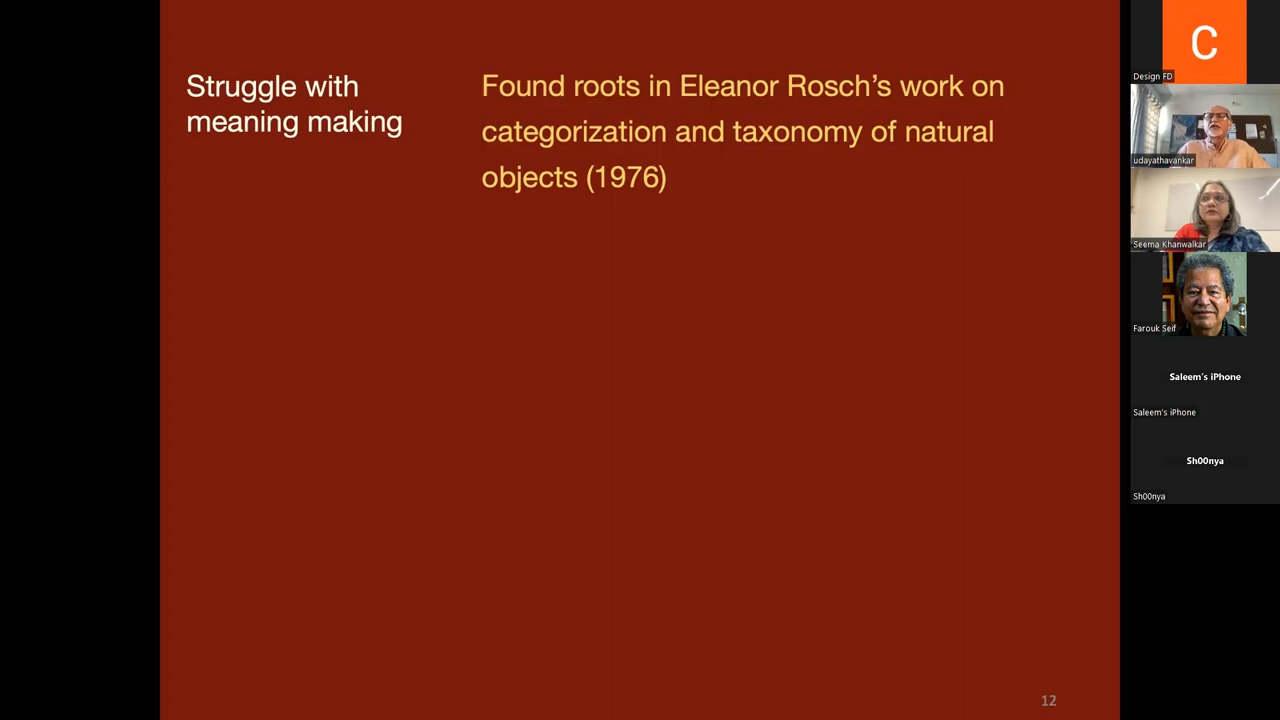 Struggle with
meaning making
Found roots in Eleanor Rosch’s work on
categorization and taxonomy of natural
objects (1976)
12
C
Design FD
udayathavankar
Seema Khanwalkar
Farouk Seif
Saleem's iPhone
Saleem's iPhone
Sh00nya
Sh00nya